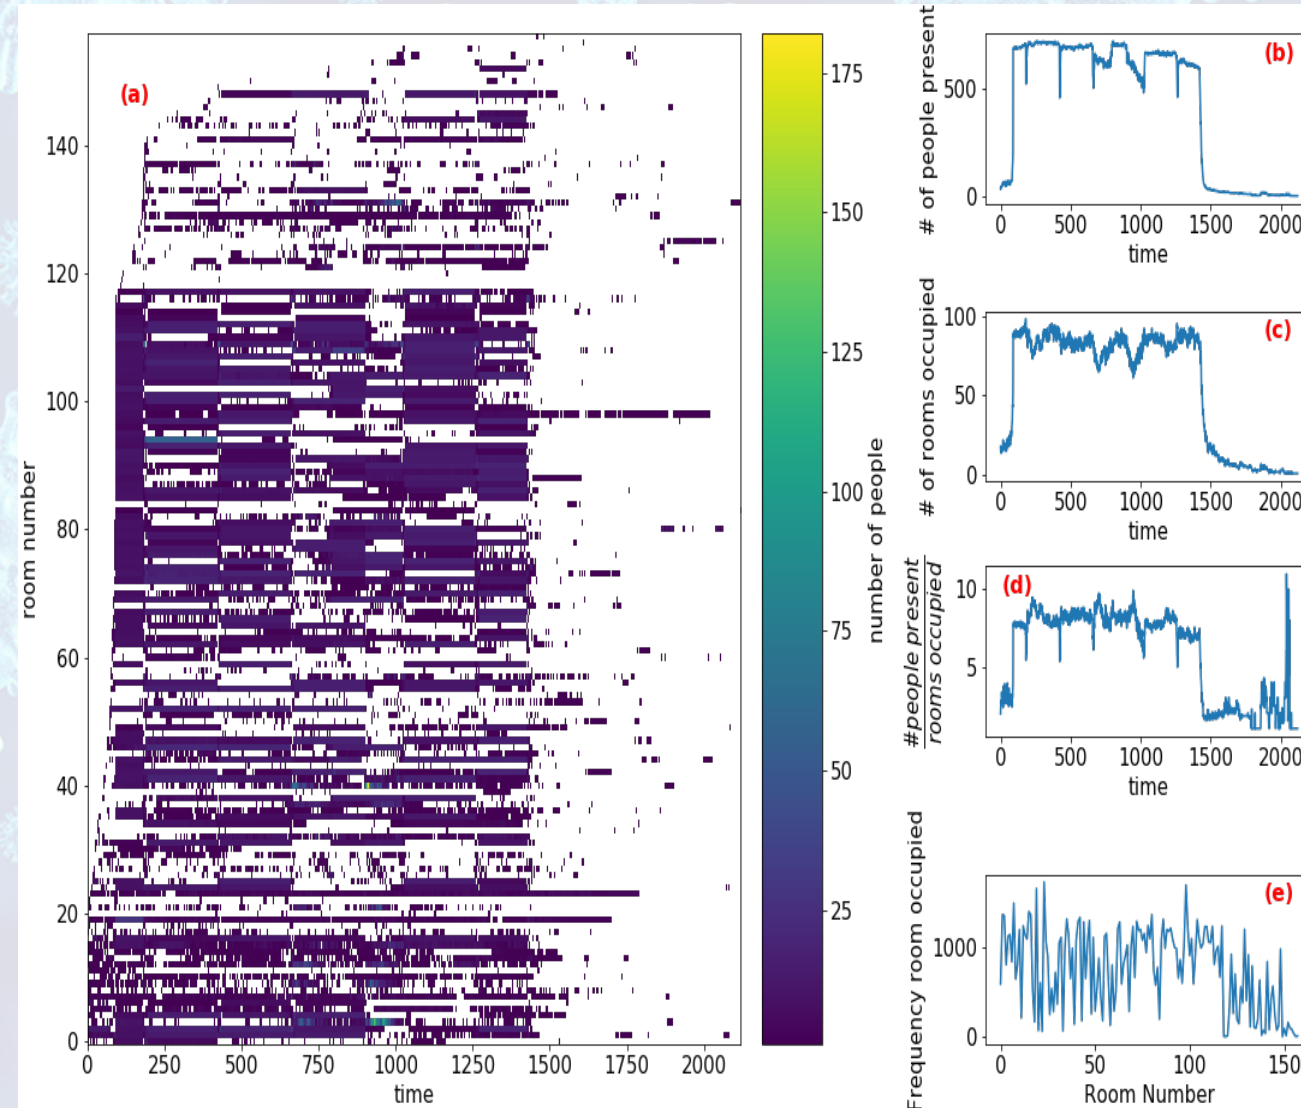 (a)
room number
140
120
100
80
60
40
20
0
0 250 500 750 1000 1250 1500 1750 2000
time
175
150
125
100
75
50
25
number of people
(b)
# of people present
500
0
0 500 1000 1500 2000
time
(c)
# of rooms occupied
100
50
0
0 500 1000 1500 2000
time
(d)
#people present
rooms occupied
10
5
0 500 1000 1500 2000
time
(e)
Frequency room occupied
1000
0
0 50 100 150
Room Number